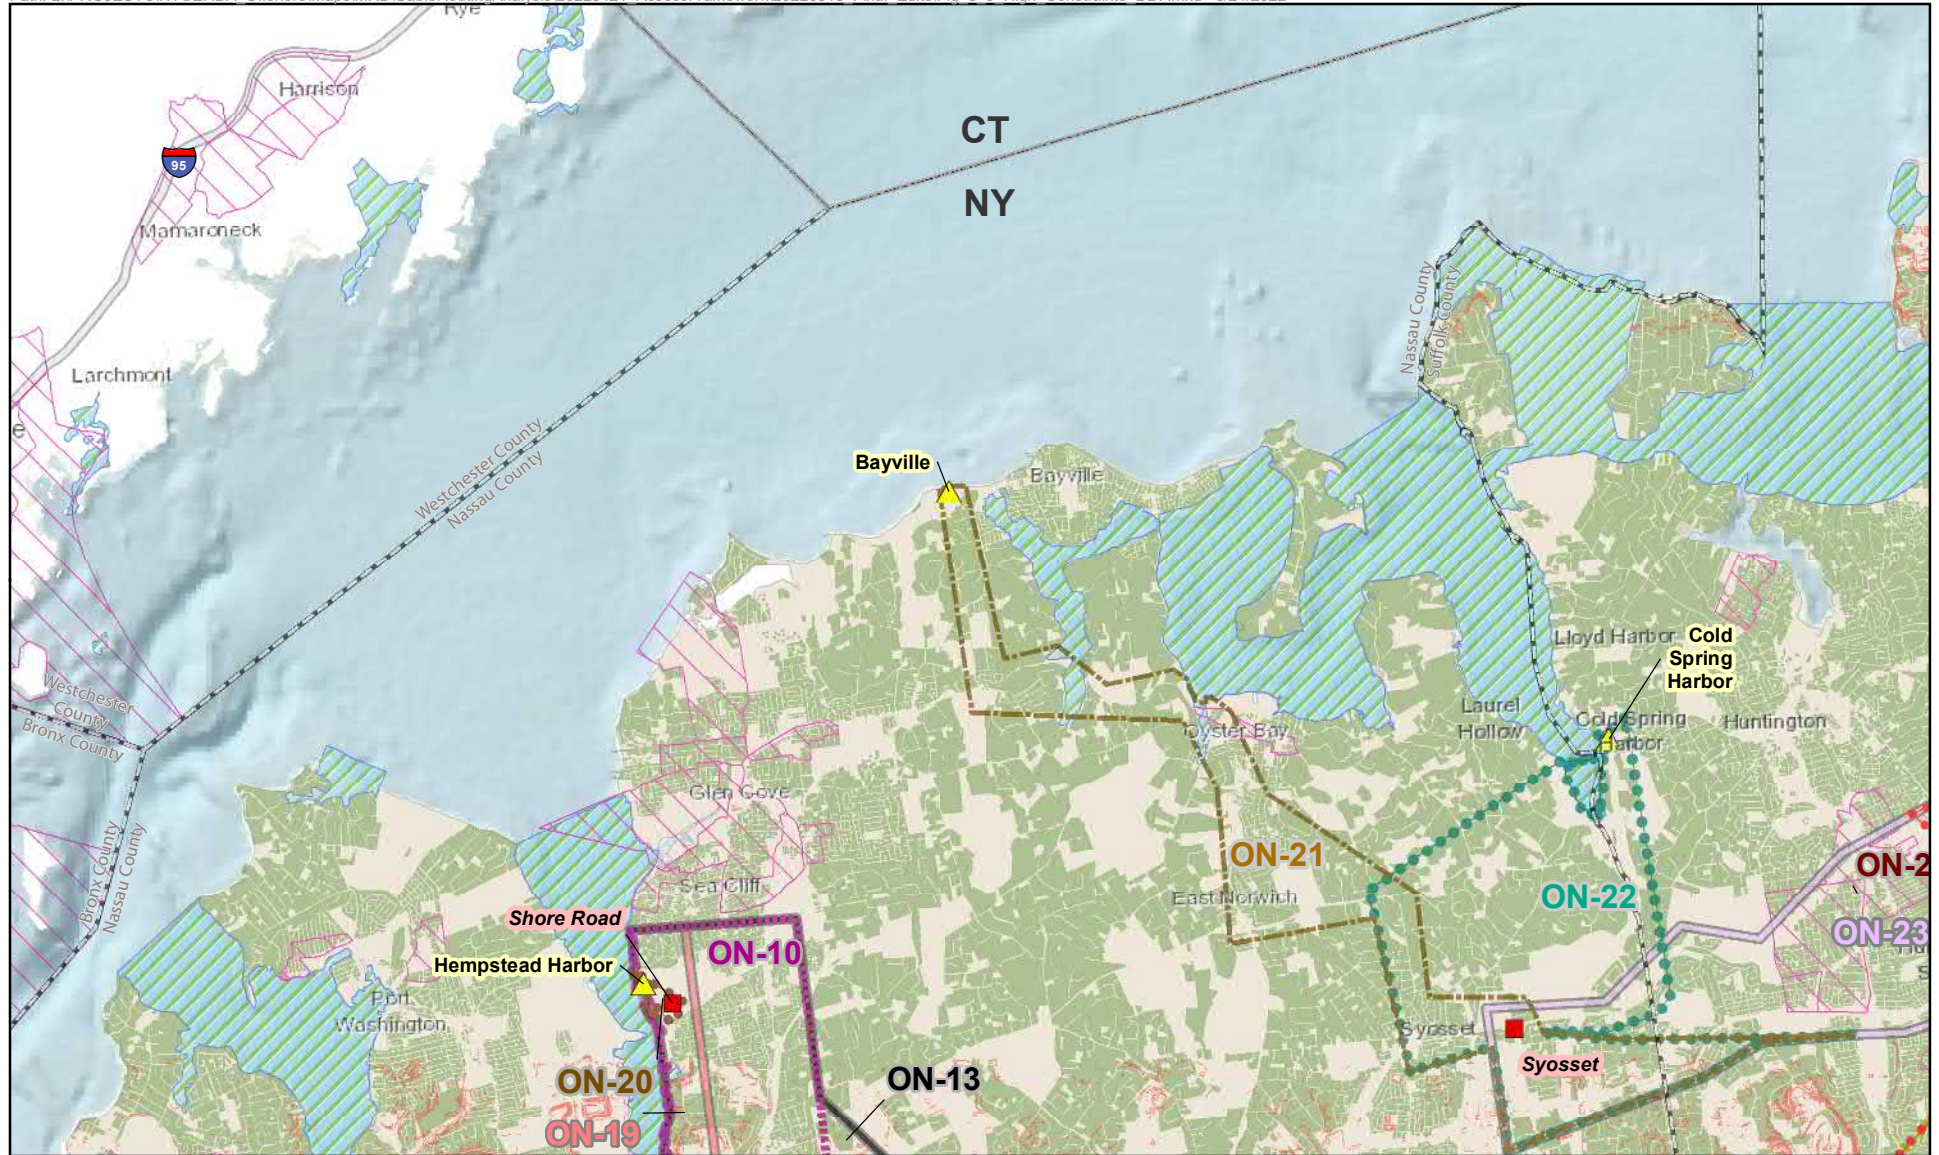 Rye
Harrison
95
CT
NY
Mamaroneck
Nassau County
Suffolk County
Larchmont
Westchester County
Nassau County
Bayville
Bayville
Lloyd Harbor
Cold
Spring
Harbor
Westchester
County
Bronx County
Laurel
Hollow
Cold Spring
Harbor
Huntington
Oyster Bay
Glen Cove
Bronx County
Nassau County
ON-21
ON-2
Sea Cliff
East Norwich
ON-22
Shore Road
ON-10
ON-23
Hempstead Harbor
Port
Washington
Syosset
Syosset
ON-20
ON-13
ON-19